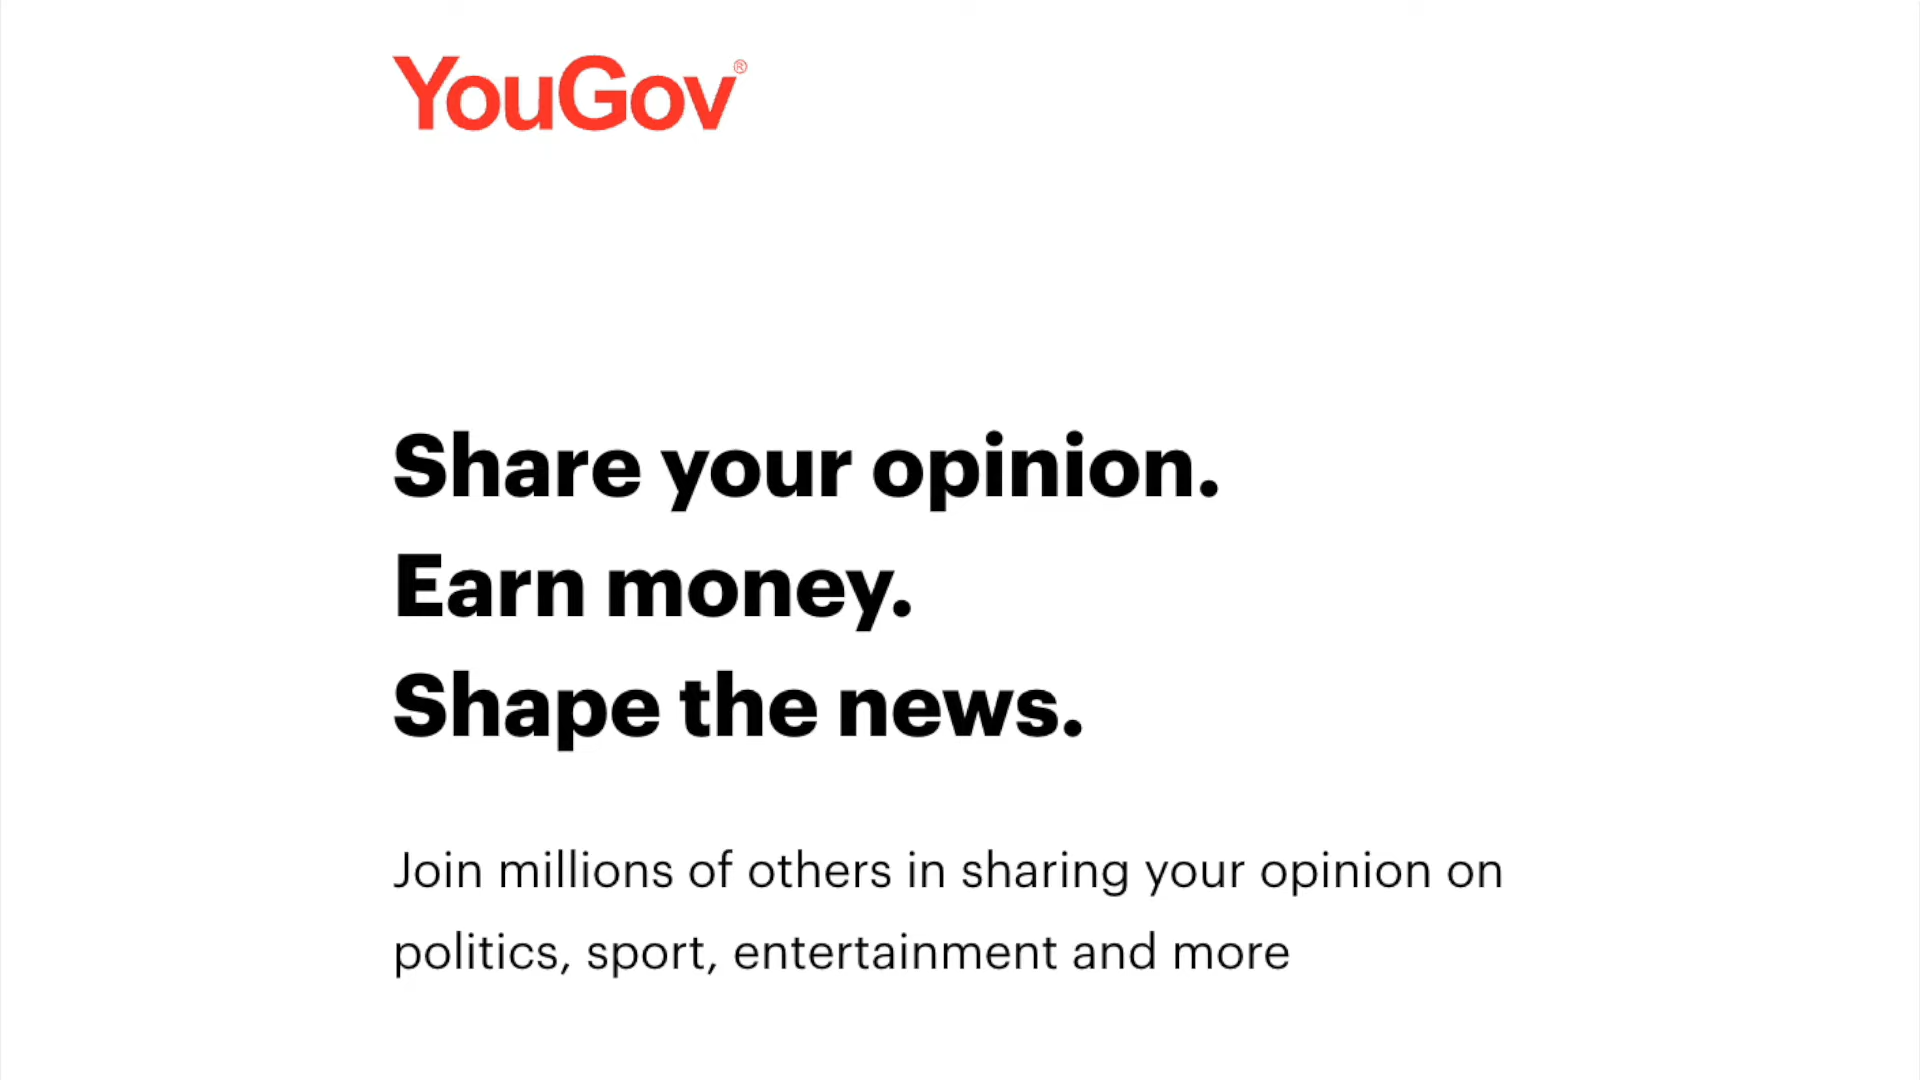 YouGov®
Share your opinion.
Earn money.
Shape the news.
Join millions of others in sharing your opinion on
politics, sport, entertainment and more